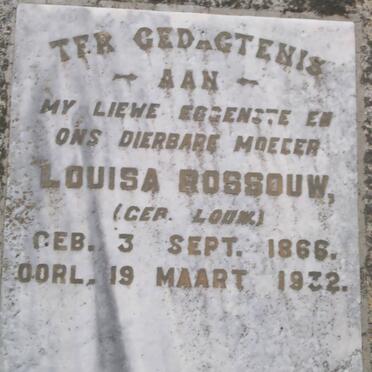 TER GEDAGTENIS
AAN
MY LIEWE EGGENOTE EN
ONS DIERBARE MOEDER
LOUISA ROSSOUW,
(GEB. LOUW.)
GEB. 3 SEPT. 1866.
OORL. 19 MAART 1932.